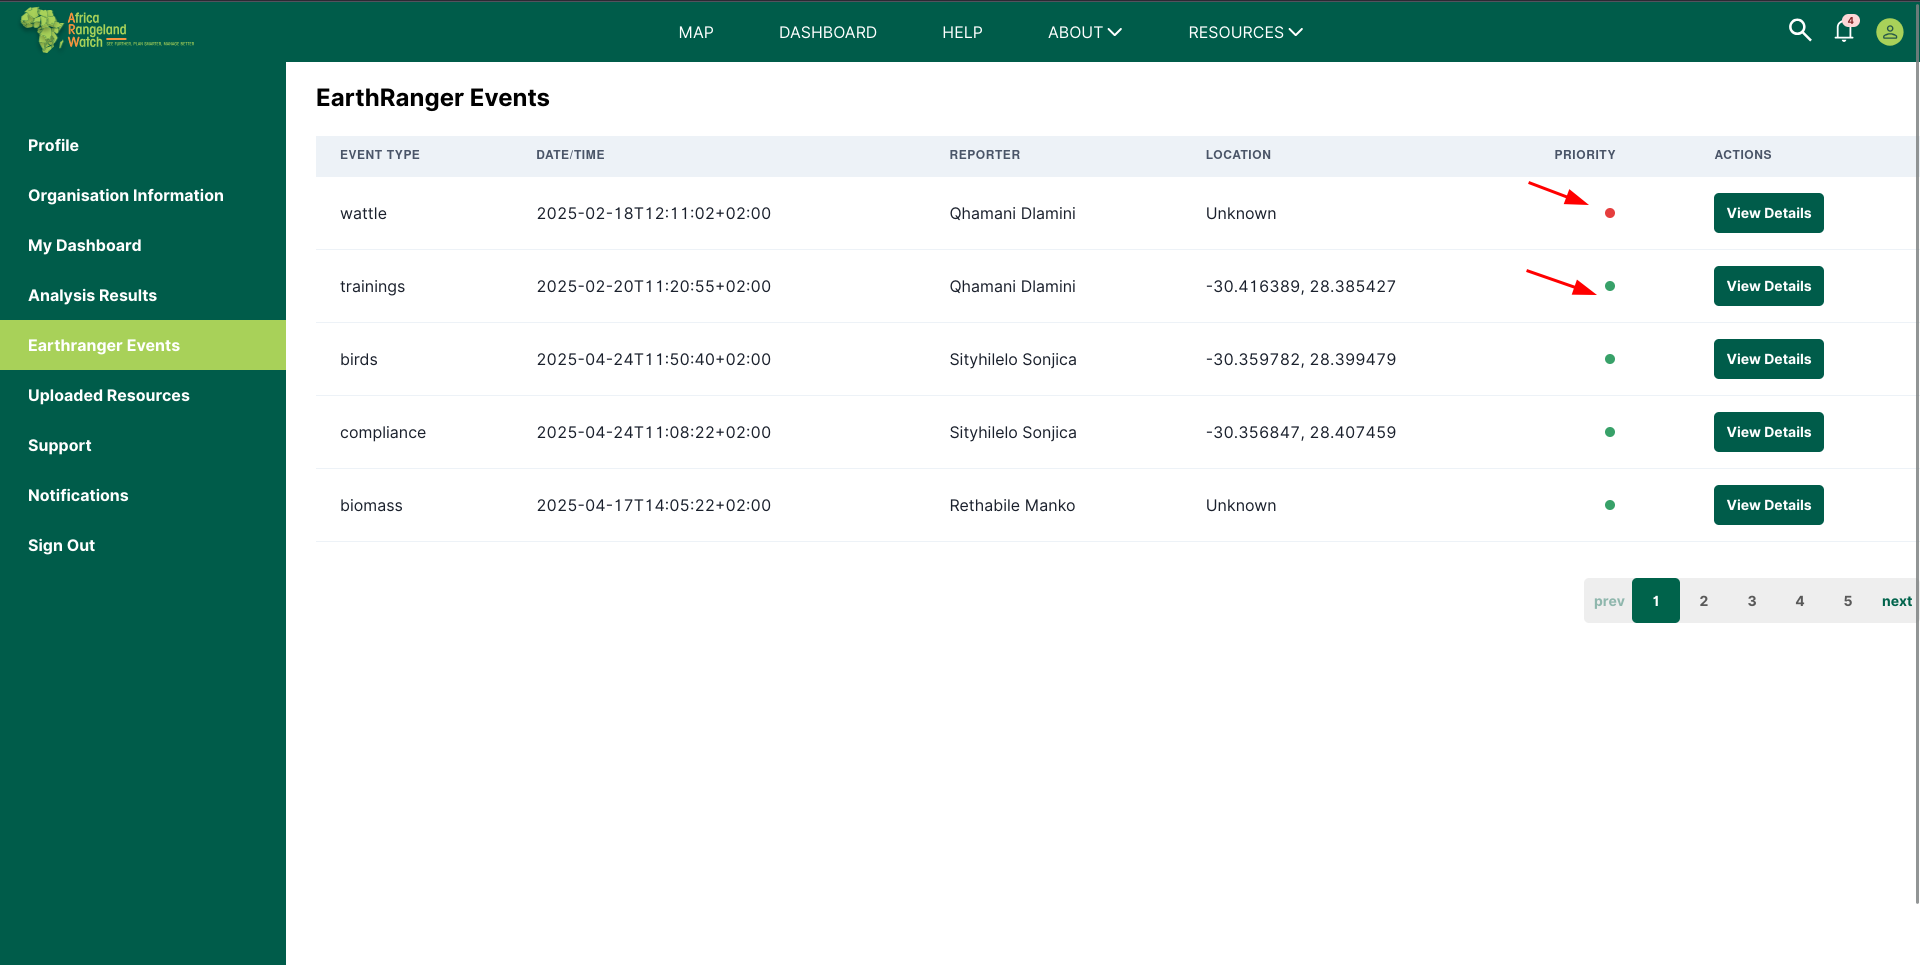 Africa
Rangeland
Watch SEE FURTHER. PLAN SMARTER. MANAGE BETTER.
MAP DASHBOARD HELP ABOUT RESOURCES 4
Profile
Organisation Information
My Dashboard
Analysis Results
Earthranger Events
Uploaded Resources
Support
Notifications
Sign Out
EarthRanger Events
EVENT TYPE DATE/TIME REPORTER LOCATION PRIORITY ACTIONS
wattle 2025-02-18T12:11:02+02:00 Qhamani Dlamini Unknown View Details
trainings 2025-02-20T11:20:55+02:00 Qhamani Dlamini -30.416389, 28.385427 View Details
birds 2025-04-24T11:50:40+02:00 Sityhilelo Sonjica -30.359782, 28.399479 View Details
compliance 2025-04-24T11:08:22+02:00 Sityhilelo Sonjica -30.356847, 28.407459 View Details
biomass 2025-04-17T14:05:22+02:00 Rethabile Manko Unknown View Details
prev 1 2 3 4 5 next